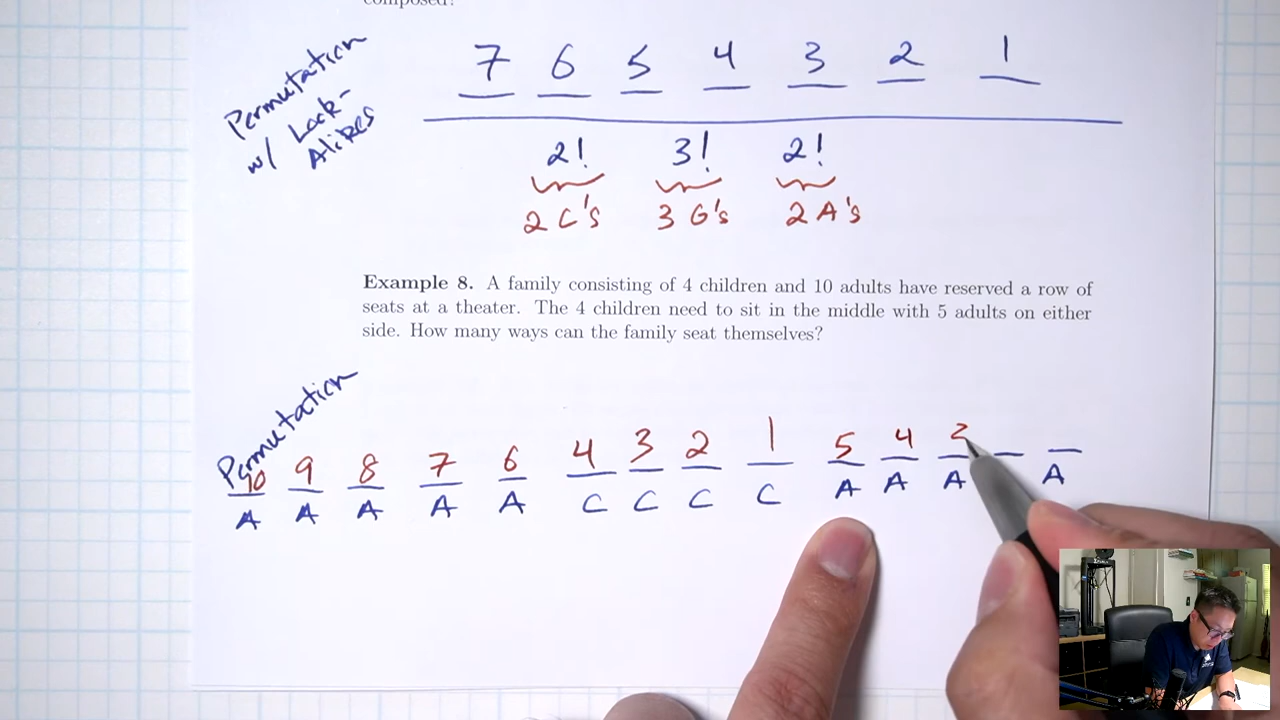 composed?
Permutation
w/ Look-
Alikes
7 6 5 4 3 2 1
2! 3! 2!
2 C's 3 G's 2 A's
Example 8. A family consisting of 4 children and 10 adults have reserved a row of
seats at a theater. The 4 children need to sit in the middle with 5 adults on either
side. How many ways can the family seat themselves?
Permutation
10 9 8 7 6 4 3 2 1 5 4
A A A A A C C C C A A A A